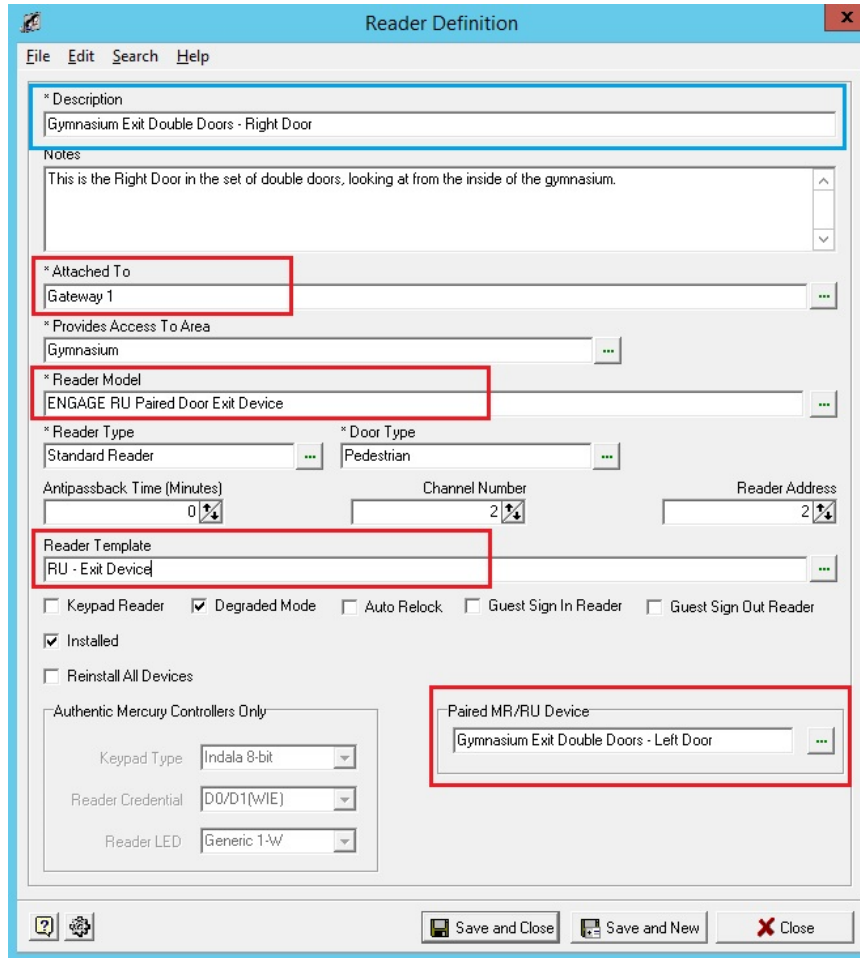 Reader Definition
x
File Edit Search Help
* Description
Gymnasium Exit Double Doors - Right Door
Notes
This is the Right Door in the set of double doors, looking at from the inside of the gymnasium.
* Attached To
Gateway 1
* Provides Access To Area
Gymnasium
* Reader Model
ENGAGE RU Paired Door Exit Device
* Reader Type * Door Type
Standard Reader Pedestrian
Antipassback Time (Minutes) Channel Number Reader Address
0 2 2
Reader Template
RU - Exit Device
Keypad Reader Degraded Mode Auto Relock Guest Sign In Reader Guest Sign Out Reader
Installed
Reinstall All Devices
Authentic Mercury Controllers Only Paired MR/RU Device
Gymnasium Exit Double Doors - Left Door
Keypad Type Indala 8-bit
Reader Credential D0/D1(WIE)
Reader LED Generic 1-W
Save and Close Save and New Close